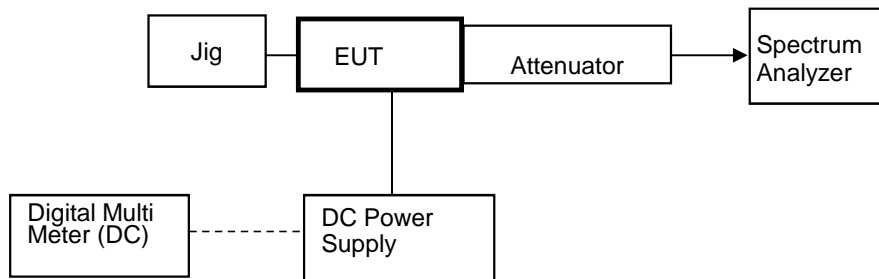 Jig
EUT
Attenuator
Spectrum
Analyzer
Digital Multi
Meter (DC)
DC Power
Supply